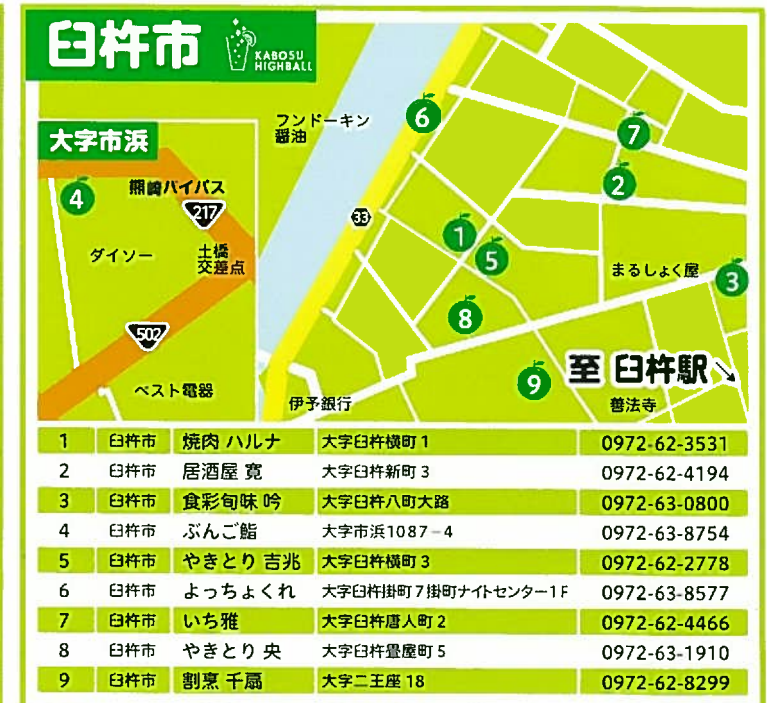 臼杵市
KABOSU
HIGHBALL
大字市浜
4
熊崎バイパス
217
ダイソー
土橋
交差点
502
ベスト電器
フンドーキン
醤油
6
33
7
2
1
5
まるしょく屋
3
8
9
至 臼杵駅
善法寺
伊予銀行
1 臼杵市 焼肉 ハルナ 大字臼杵横町1 0972-62-3531
2 臼杵市 居酒屋 寛 大字臼杵新町3 0972-62-4194
3 臼杵市 食彩旬味 吟 大字臼杵八町大路 0972-63-0800
4 臼杵市 ぶんご鮨 大字市浜1087-4 0972-63-8754
5 臼杵市 やきとり 吉兆 大字臼杵横町3 0972-62-2778
6 臼杵市 よっちょくれ 大字臼杵掛町7掛町ナイトセンター1F 0972-63-8577
7 臼杵市 いち雅 大字臼杵唐人町2 0972-62-4466
8 臼杵市 やきとり 央 大字臼杵畳屋町5 0972-63-1910
9 臼杵市 割烹 千扇 大字二王座18 0972-62-8299